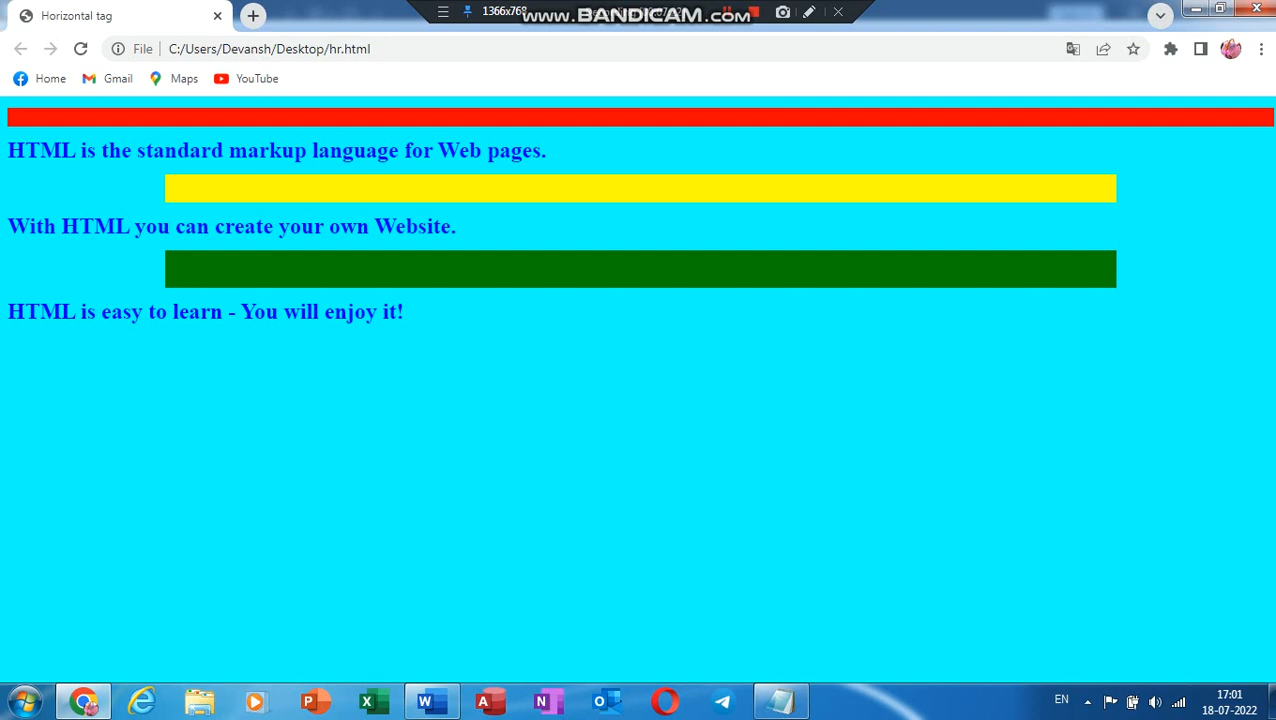 Horizontal tag
1366x768
www.BANDICAM.com
File
C:/Users/Devansh/Desktop/hr.html
Home
Gmail
Maps
YouTube
HTML is the standard markup language for Web pages.
With HTML you can create your own Website.
HTML is easy to learn - You will enjoy it!
EN
17:01
18-07-2022